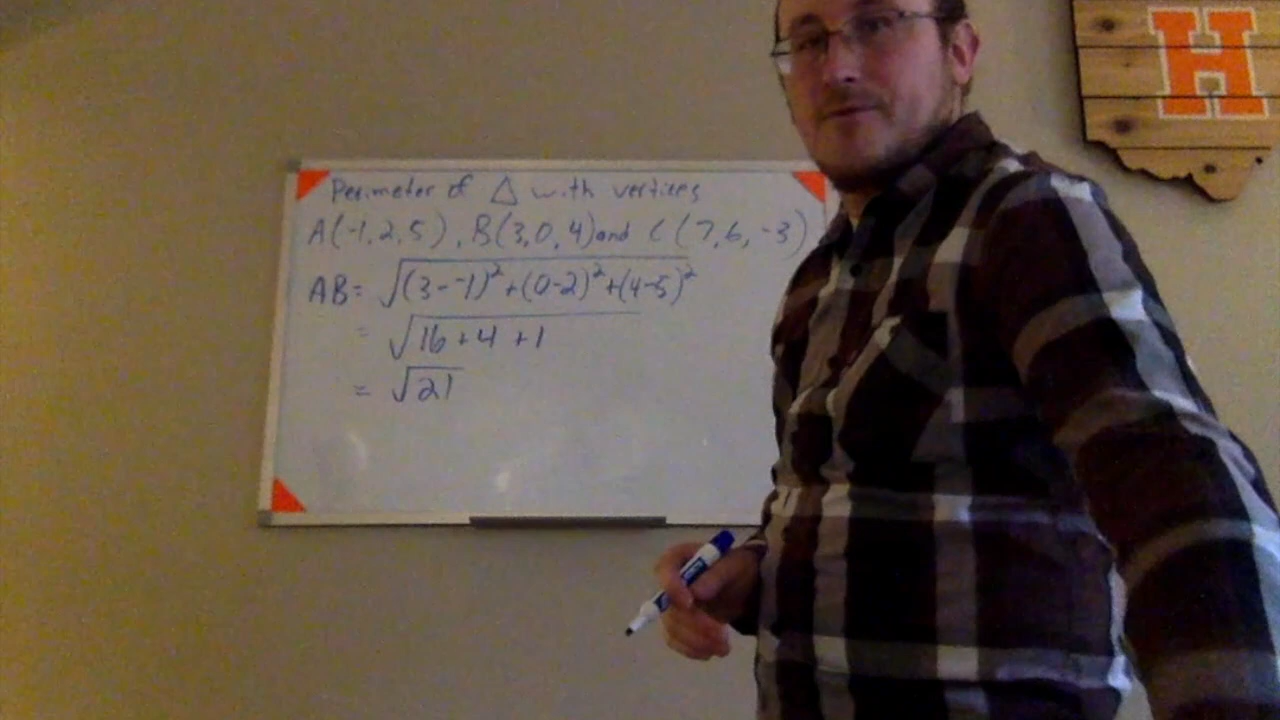 Perimeter of △ with vertices
A(-1,2,5), B(3,0,4) and C(7,6,-3)
AB = √(3--1)²+(0-2)²+(4-5)²
= √16+4+1
= √21
H